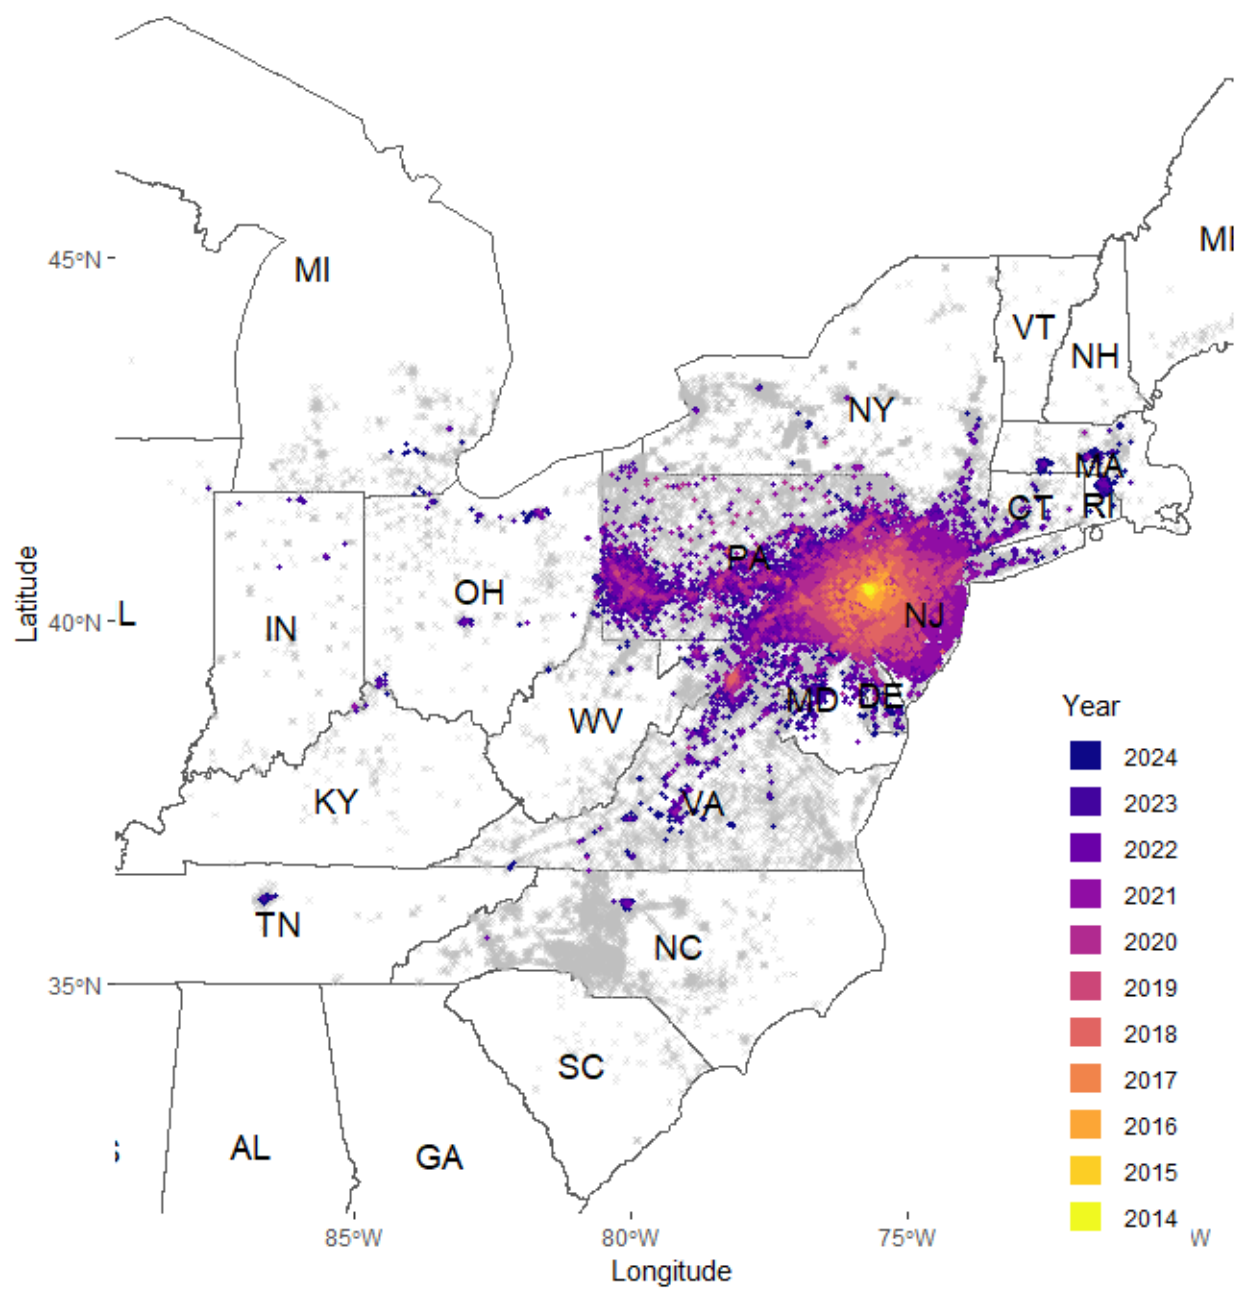 45°N
MI
MI
VT
NH
NY
MA
CT
RI
PA
OH
40°N
L
IN
NJ
MD
DE
WV
KY
VA
TN
NC
35°N
SC
AL
GA
S
Latitude
Year
2024
2023
2022
2021
2020
2019
2018
2017
2016
2015
2014
85°W
80°W
75°W
W
Longitude